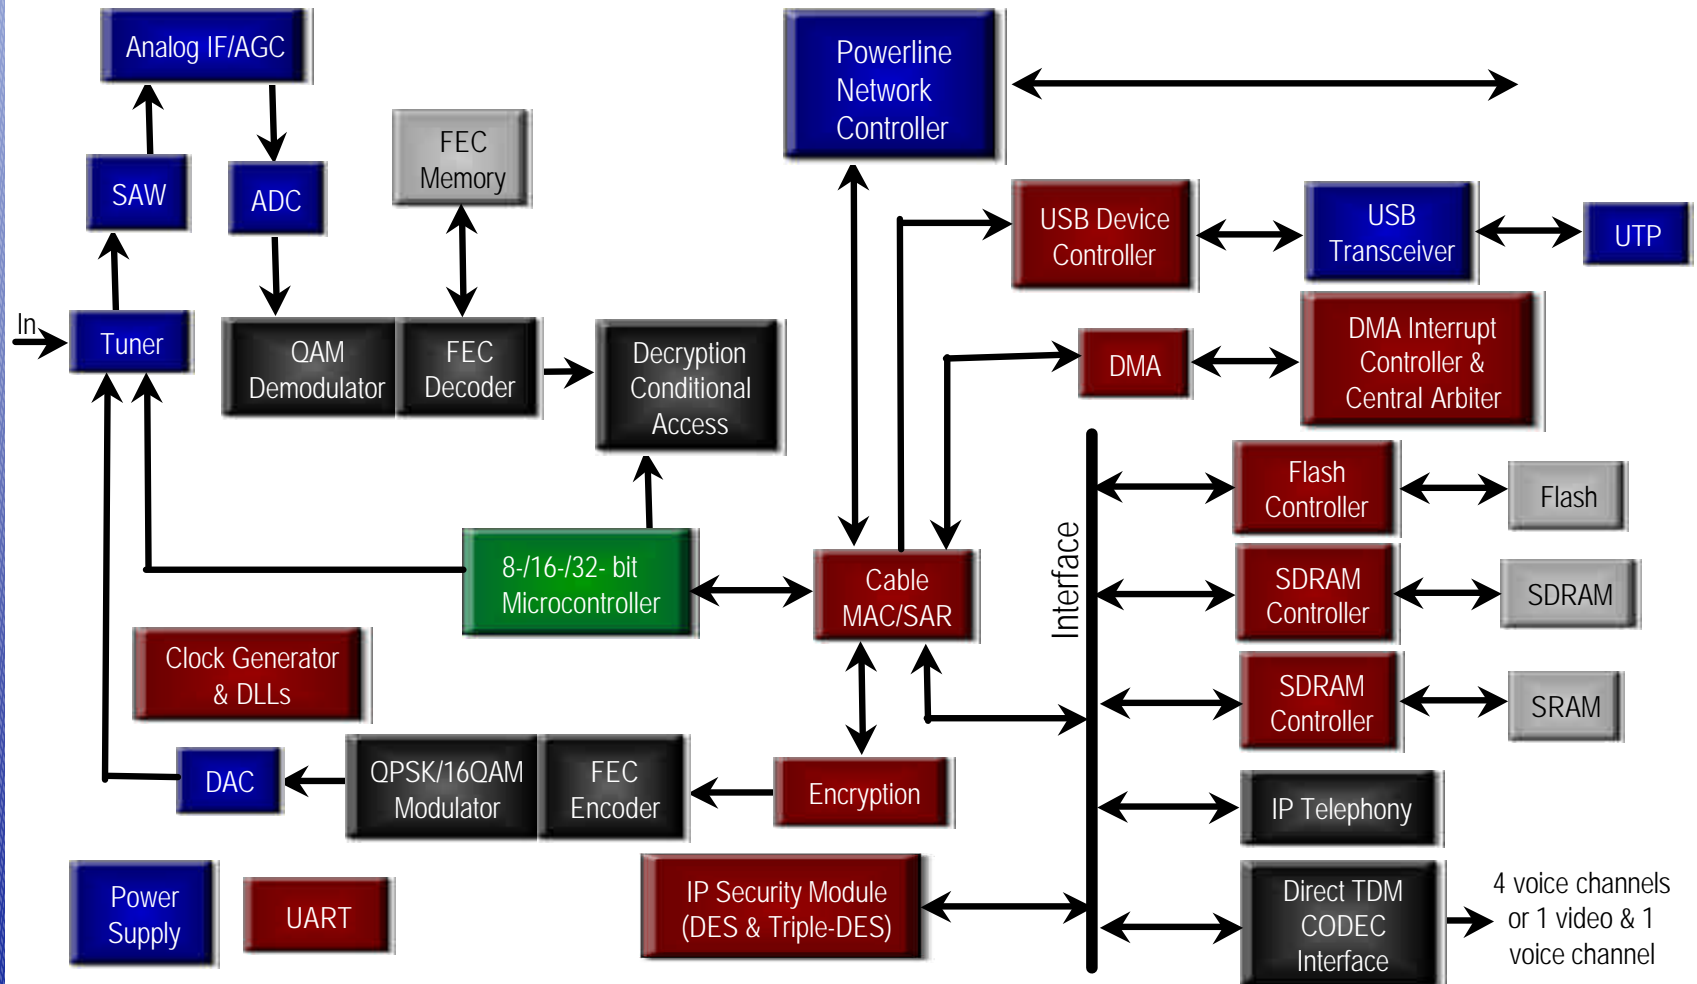 Analog IF/AGC
Powerline
Network
Controller
FEC
Memory
SAW
ADC
USB Device
Controller
USB
Transceiver
UTP
In
Tuner
QAM
Demodulator
FEC
Decoder
Decryption
Conditional
Access
DMA
DMA Interrupt
Controller &
Central Arbiter
Flash
Controller
Flash
Interface
8-/16-/32- bit
Microcontroller
Cable
MAC/SAR
SDRAM
Controller
SDRAM
Clock Generator
& DLLs
SDRAM
Controller
SRAM
DAC
QPSK/16QAM
Modulator
FEC
Encoder
Encryption
IP Telephony
Power
Supply
UART
IP Security Module
(DES & Triple-DES)
Direct TDM
CODEC
Interface
4 voice channels
or 1 video & 1
voice channel